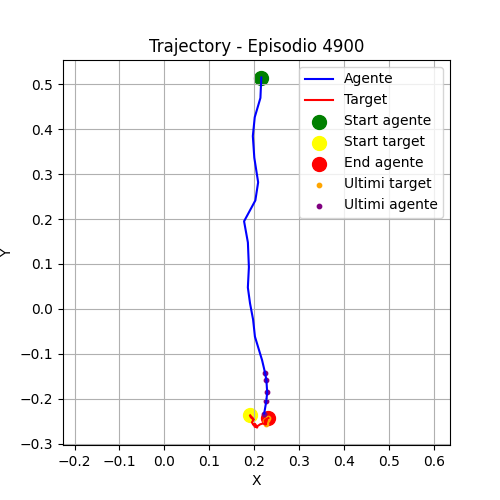 Trajectory - Episodio 4900
Agente
Target
Start agente
Start target
End agente
Ultimi target
Ultimi agente
Y
0.5
0.4
0.3
0.2
0.1
0.0
−0.1
−0.2
−0.3
−0.2
−0.1
0.0
0.1
0.2
0.3
0.4
0.5
0.6
X